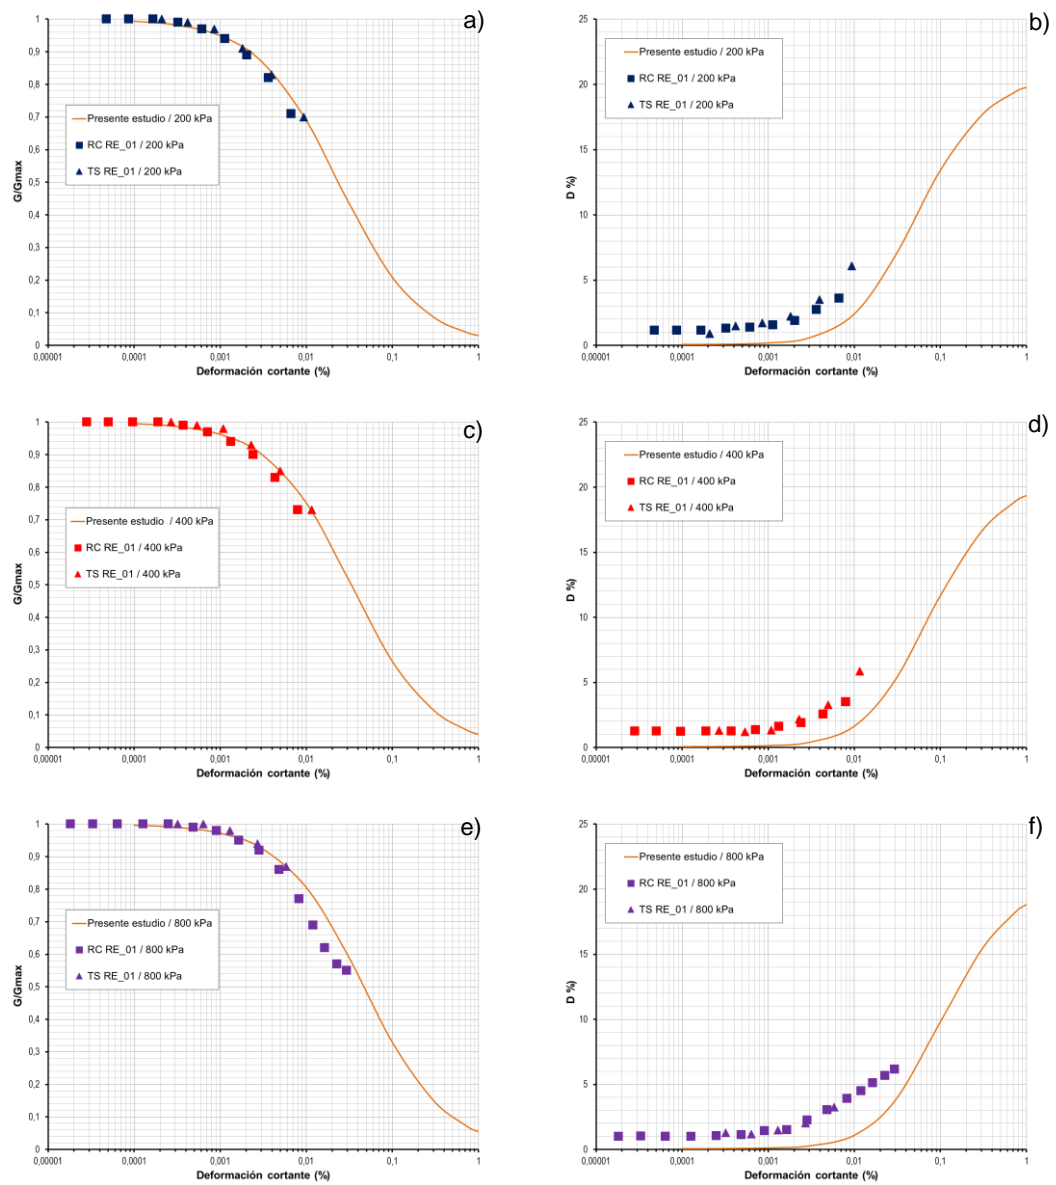 a)
1
0,9
0,8
0,7
0,6
0,5
0,4
0,3
0,2
0,1
0
G/Gmax
Presente estudio / 200 kPa
RC RE_01 / 200 kPa
TS RE_01 / 200 kPa
0,00001 0,0001 0,001 0,01 0,1 1
Deformación cortante (%)
b)
25
20
15
10
5
0
D %)
Presente estudio / 200 kPa
RC RE_01 / 200 kPa
TS RE_01 / 200 kPa
0,00001 0,0001 0,001 0,01 0,1 1
Deformación cortante (%)
c)
1
0,9
0,8
0,7
0,6
0,5
0,4
0,3
0,2
0,1
0
G/Gmax
Presente estudio / 400 kPa
RC RE_01 / 400 kPa
TS RE_01 / 400 kPa
0,00001 0,0001 0,001 0,01 0,1 1
Deformación cortante (%)
d)
25
20
15
10
5
0
D %)
Presente estudio / 400 kPa
RC RE_01 / 400 kPa
TS RE_01 / 400 kPa
0,00001 0,0001 0,001 0,01 0,1 1
Deformación cortante (%)
e)
1
0,9
0,8
0,7
0,6
0,5
0,4
0,3
0,2
0,1
0
G/Gmax
Presente estudio / 800 kPa
RC RE_01 / 800 kPa
TS RE_01 / 800 kPa
0,00001 0,0001 0,001 0,01 0,1 1
Deformación cortante (%)
f)
25
20
15
10
5
0
D %)
Presente estudio / 800 kPa
RC RE_01 / 800 kPa
TS RE_01 / 800 kPa
0,00001 0,0001 0,001 0,01 0,1 1
Deformación cortante (%)